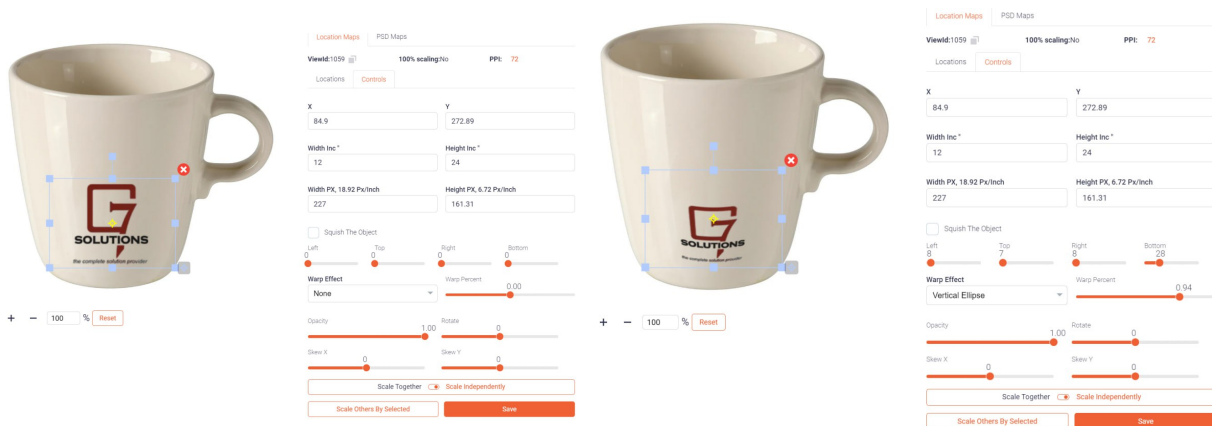 SOLUTIONS
the complete solution provider
+ − 100 % Reset
Location Maps PSD Maps
ViewId:1059 100% scaling:No PPI: 72
Locations Controls
X Y
84.9 272.89
Width Inc * Height Inc *
12 24
Width PX, 18.92 Px/Inch Height PX, 6.72 Px/Inch
227 161.31
Squish The Object
Left Top Right Bottom
0 0 0 0
Warp Effect Warp Percent
None 0.00
Opacity Rotate
1.00 0
Skew X Skew Y
0 0
Scale Together Scale Independently
Scale Others By Selected Save
SOLUTIONS
the complete solution provider
+ − 100 % Reset
Location Maps PSD Maps
ViewId:1059 100% scaling:No PPI: 72
Locations Controls
X Y
84.9 272.89
Width Inc * Height Inc *
12 24
Width PX, 18.92 Px/Inch Height PX, 6.72 Px/Inch
227 161.31
Squish The Object
Left Top Right Bottom
8 7 8 28
Warp Effect Warp Percent
Vertical Ellipse 0.94
Opacity Rotate
1.00 0
Skew X Skew Y
0 0
Scale Together Scale Independently
Scale Others By Selected Save